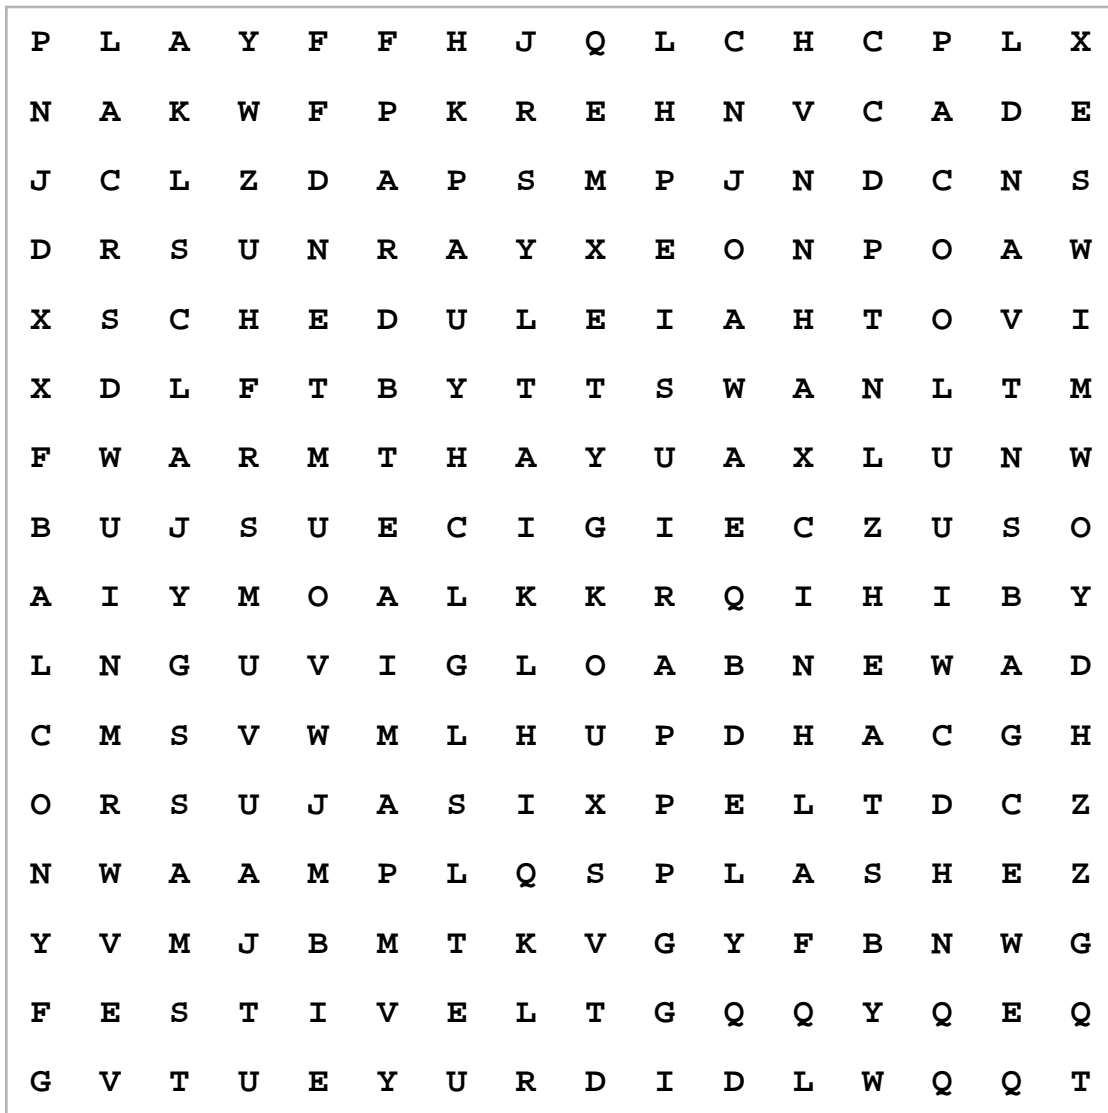 P L A Y F F H J Q L C H C P L X
N A K W F P K R E H N V C A D E
J C L Z D A P S M P J N D C N S
D R S U N R A Y X E O N P O A W
X S C H E D U L E I A H T O V I
X D L F T B Y T T S W A N L T M
F W A R M T H A Y U A X L U N W
B U J S U E C I G I E C Z U S O
A I Y M O A L K K R Q I H I B Y
L N G U V I G L O A B N E W A D
C M S V W M L H U P D H A C G H
O R S U J A S I X P E L T D C Z
N W A A M P L Q S P L A S H E Z
Y V M J B M T K V G Y F B N W G
F E S T I V E L T G Q Q Y Q E Q
G V T U E Y U R D I D L W Q Q T